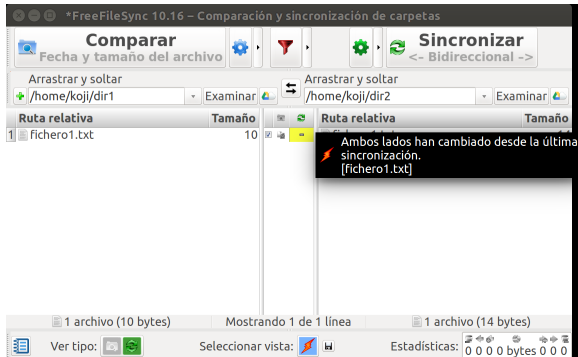 *FreeFileSync 10.16 – Comparación y sincronización de carpetas
Comparar
Fecha y tamaño del archivo
Sincronizar
<- Bidireccional ->
Arrastrar y soltar
/home/koji/dir1
Examinar
Arrastrar y soltar
/home/koji/dir2
Examinar
Ruta relativa Tamaño
Ruta relativa Tamaño
1 fichero1.txt 10
Ambos lados han cambiado desde la última
sincronización.
[fichero1.txt]
1 archivo (10 bytes)
Mostrando 1 de 1 línea
1 archivo (14 bytes)
Ver tipo:
Seleccionar vista:
Estadísticas:
0 0 0 0 bytes 0 0 0